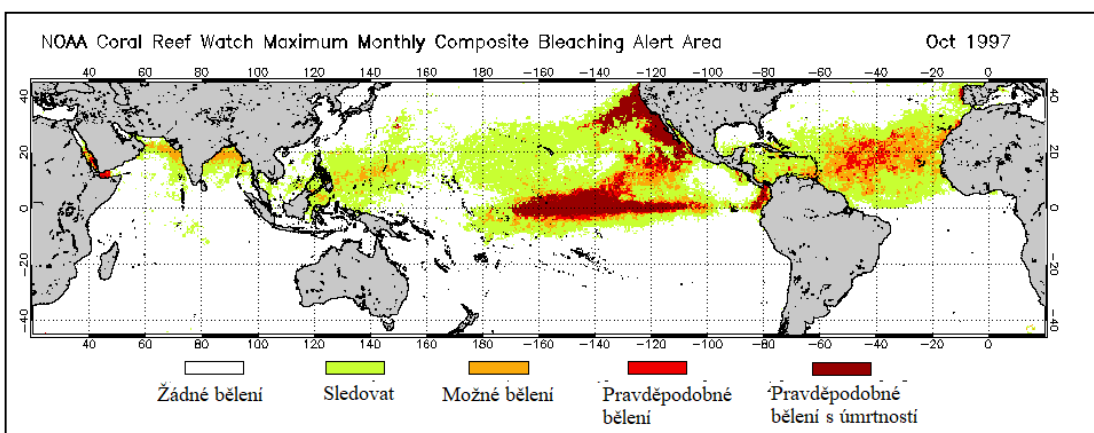 NOAA Coral Reef Watch Maximum Monthly Composite Bleaching Alert Area Oct 1997
40 60 80 100 120 140 160 180 -160 -140 -120 -100 -80 -60 -40 -20 0
40 40
20 20
0 0
-20 -20
-40 -40
40 60 80 100 120 140 160 180 -160 -140 -120 -100 -80 -60 -40 -20 0
Žádné bělení Sledovat Možné bělení Pravděpodobné Pravděpodobné
bělení bělení s úmrtností